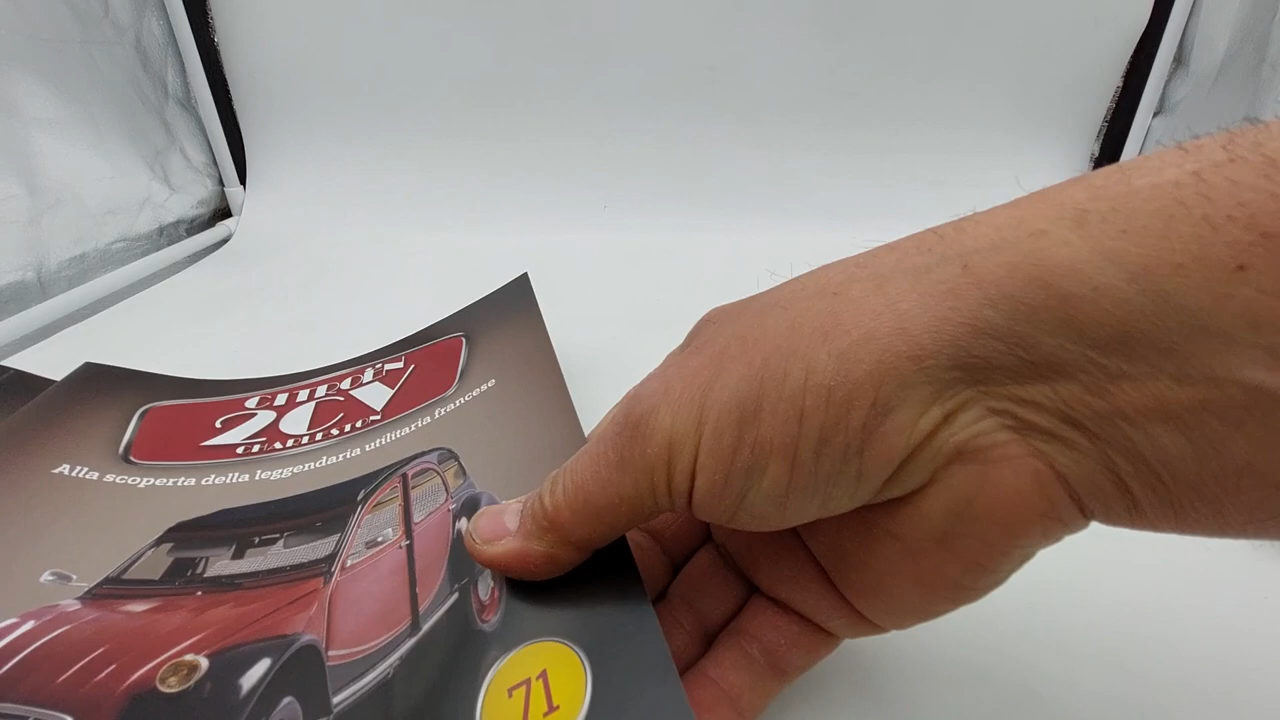 CITROËN
2CV
CHARLESTON
Alla scoperta della leggendaria utilitaria francese
71